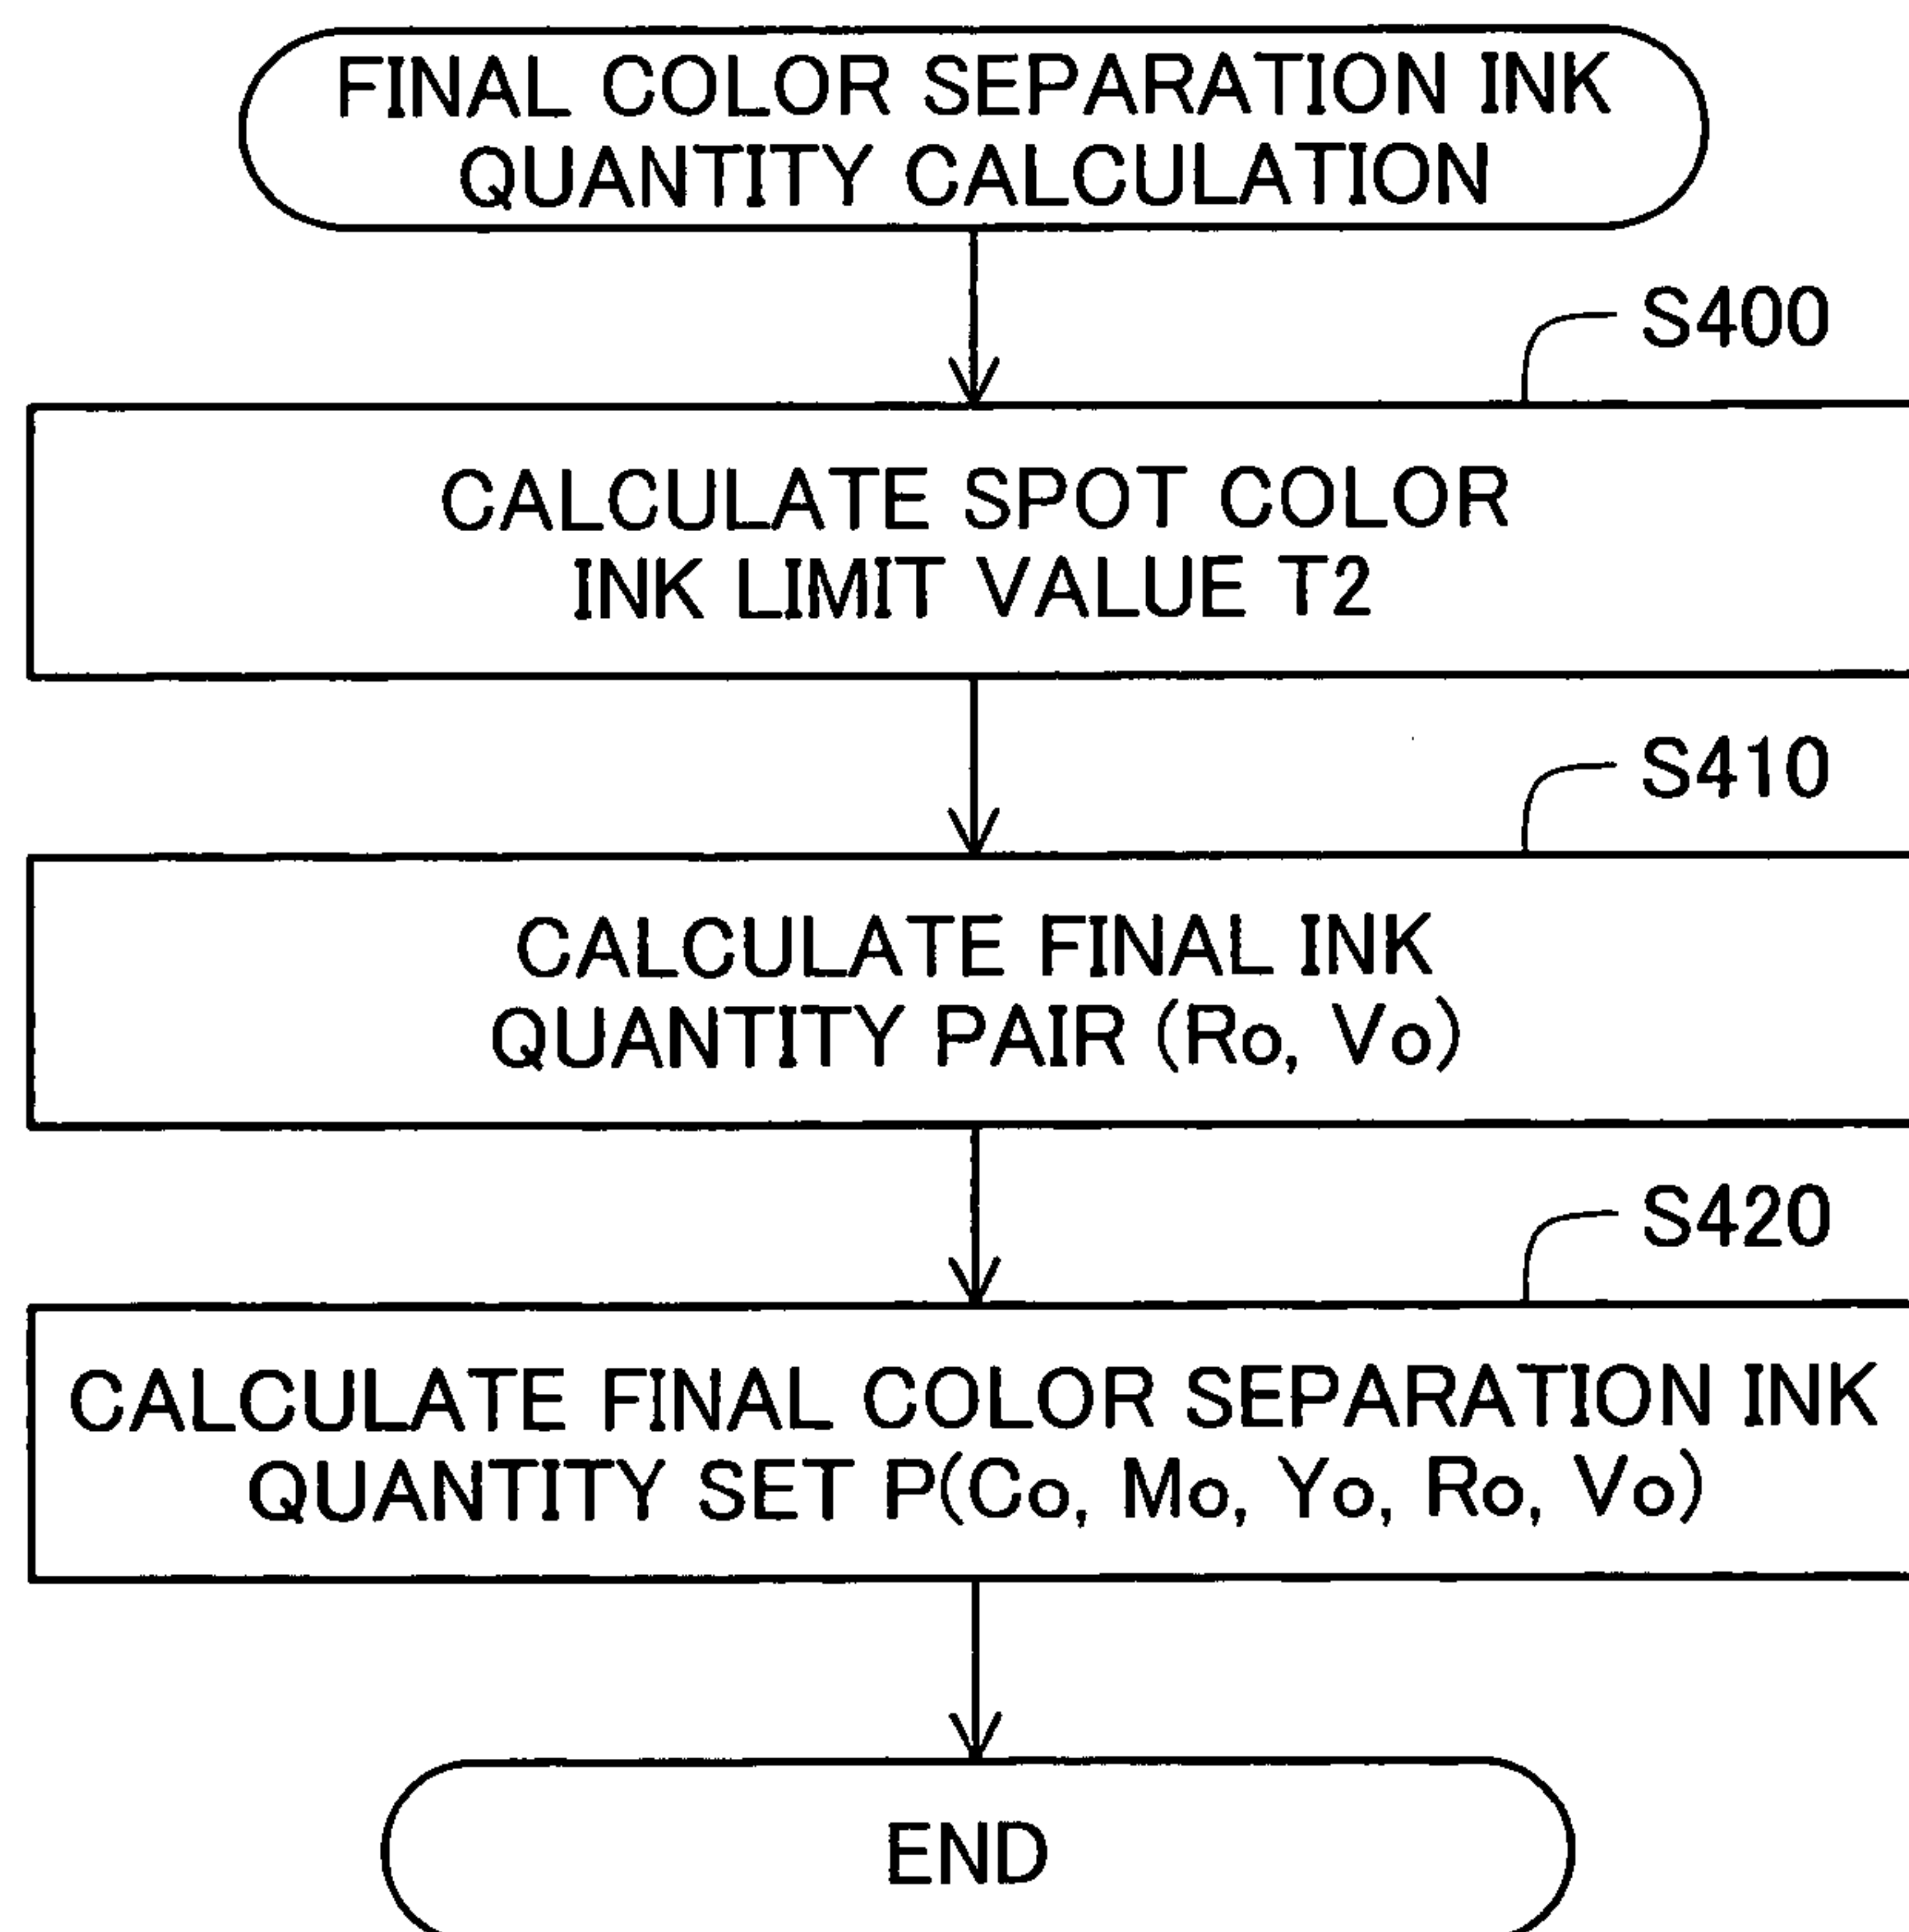 FINAL COLOR SEPARATION INK
QUANTITY CALCULATION
S400
CALCULATE SPOT COLOR
INK LIMIT VALUE T2
S410
CALCULATE FINAL INK
QUANTITY PAIR (Ro, Vo)
S420
CALCULATE FINAL COLOR SEPARATION INK
QUANTITY SET P(Co, Mo, Yo, Ro, Vo)
END